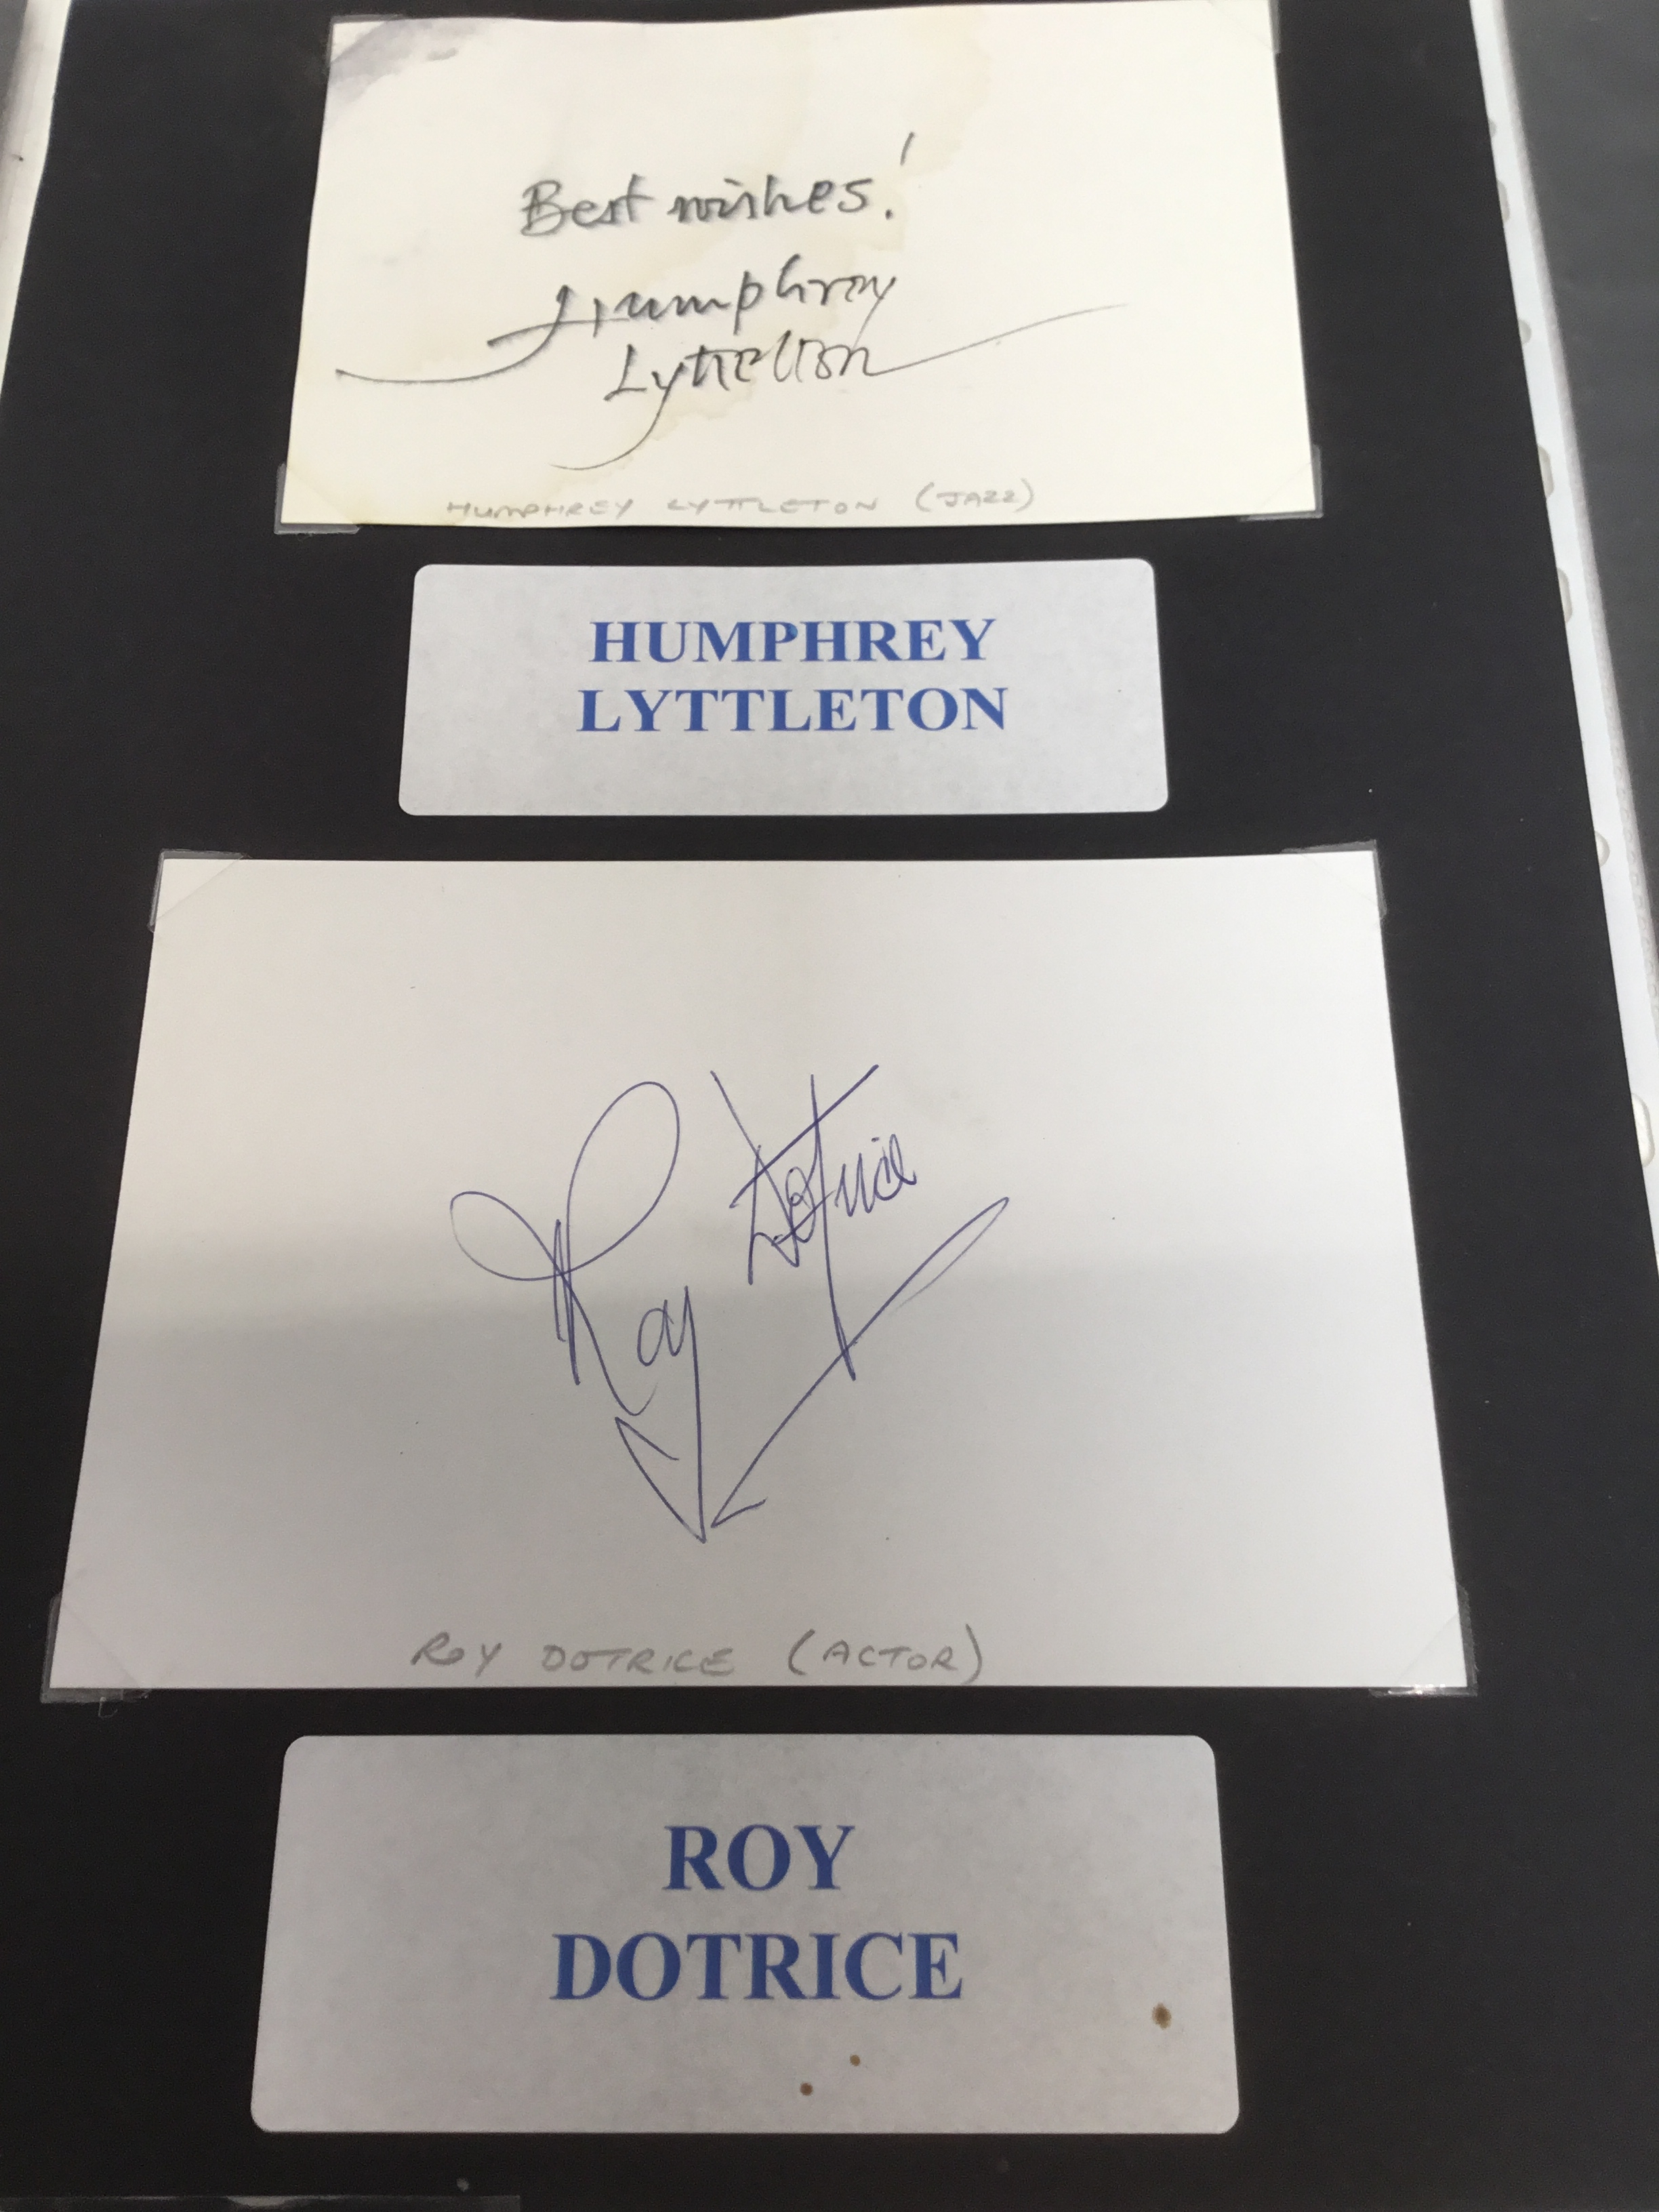 Best wishes!
Humphrey
Lyttelton
HUMPHREY LYTTLETON (JAZZ)
HUMPHREY
LYTTLETON
Roy Dotrice
ROY DOTRICE (ACTOR)
ROY
DOTRICE